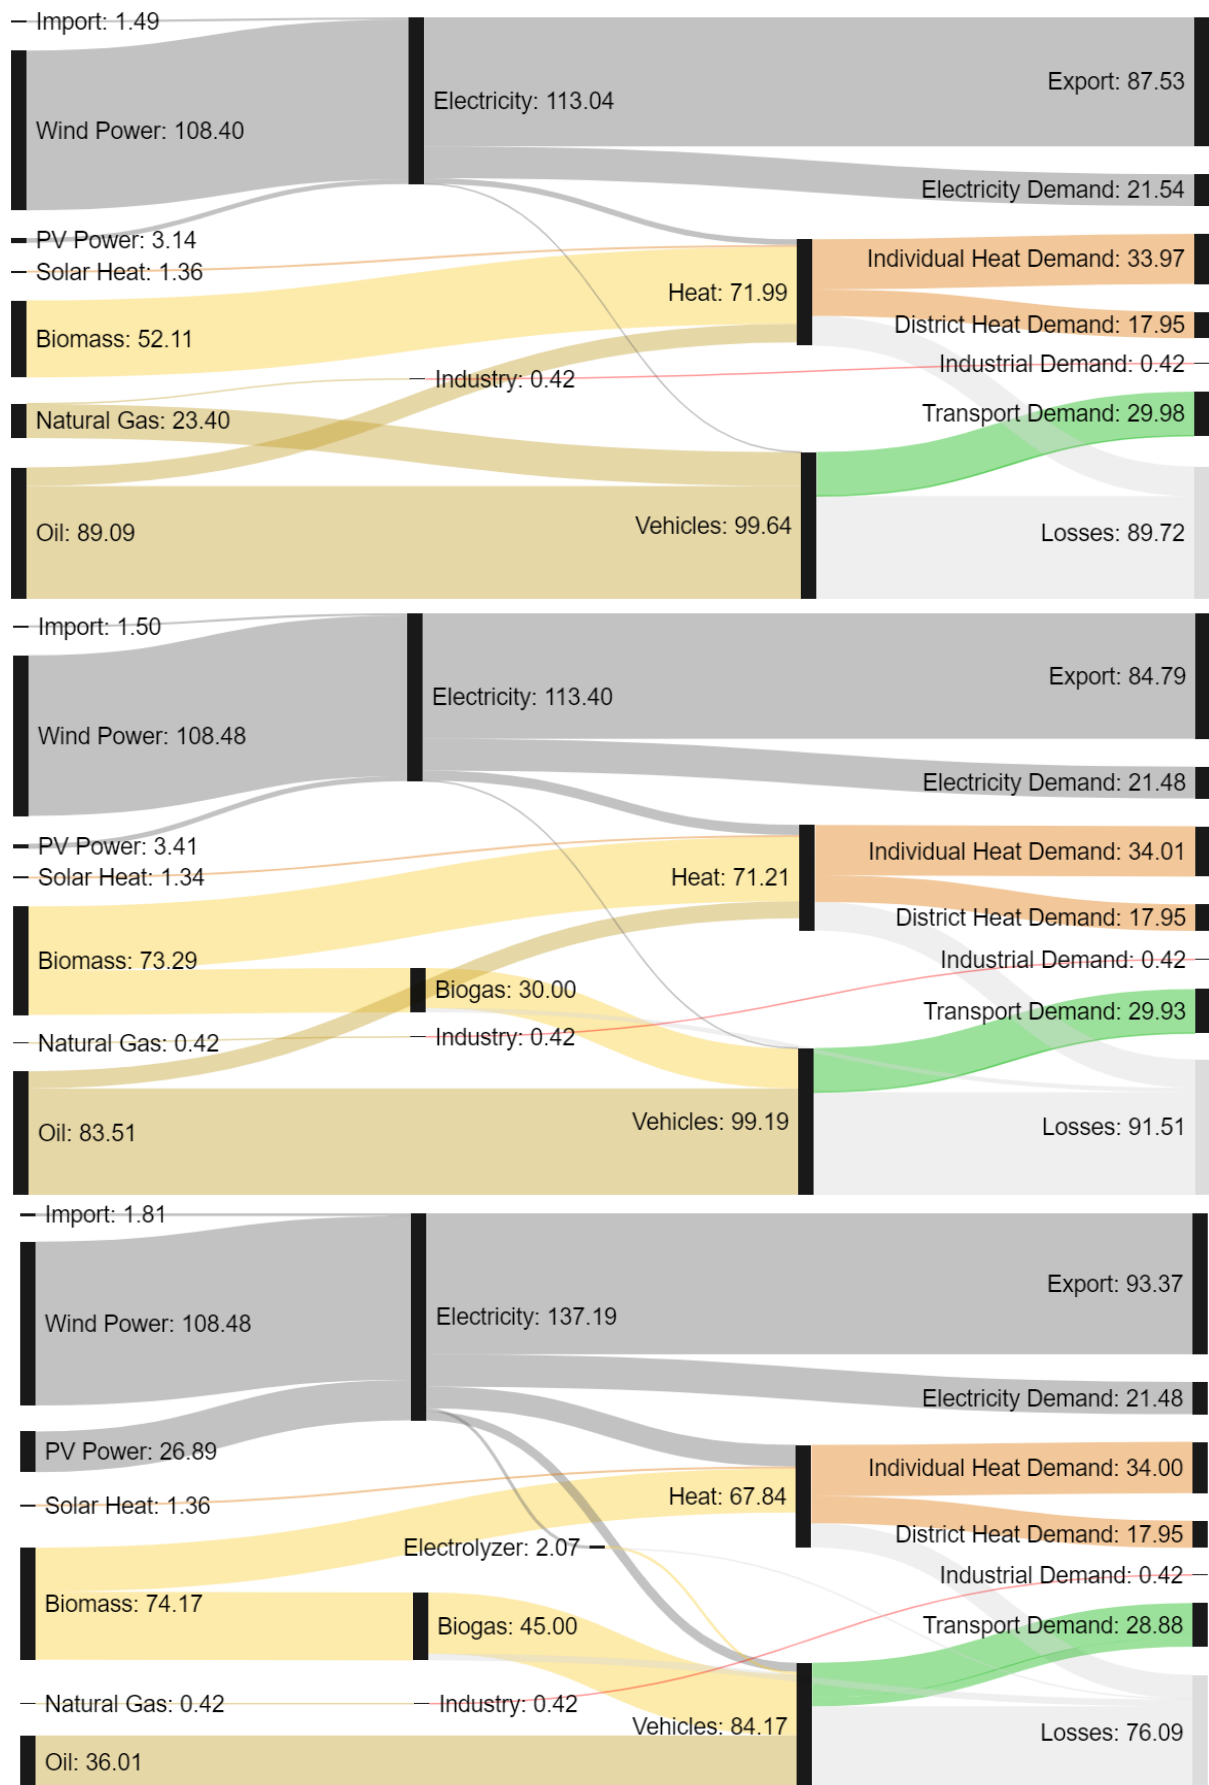 Import: 1.49
Electricity: 113.04
Export: 87.53
Wind Power: 108.40
Electricity Demand: 21.54
PV Power: 3.14
Solar Heat: 1.36
Individual Heat Demand: 33.97
Heat: 71.99
District Heat Demand: 17.95
Biomass: 52.11
Industrial Demand: 0.42
Industry: 0.42
Natural Gas: 23.40
Transport Demand: 29.98
Oil: 89.09
Vehicles: 99.64
Losses: 89.72
Import: 1.50
Electricity: 113.40
Export: 84.79
Wind Power: 108.48
Electricity Demand: 21.48
PV Power: 3.41
Solar Heat: 1.34
Individual Heat Demand: 34.01
Heat: 71.21
District Heat Demand: 17.95
Biomass: 73.29
Industrial Demand: 0.42
Biogas: 30.00
Natural Gas: 0.42
Industry: 0.42
Transport Demand: 29.93
Oil: 83.51
Vehicles: 99.19
Losses: 91.51
Import: 1.81
Electricity: 137.19
Export: 93.37
Wind Power: 108.48
Electricity Demand: 21.48
PV Power: 26.89
Individual Heat Demand: 34.00
Solar Heat: 1.36
Heat: 67.84
District Heat Demand: 17.95
Electrolyzer: 2.07
Industrial Demand: 0.42
Biomass: 74.17
Biogas: 45.00
Transport Demand: 28.88
Natural Gas: 0.42
Industry: 0.42
Vehicles: 84.17
Losses: 76.09
Oil: 36.01